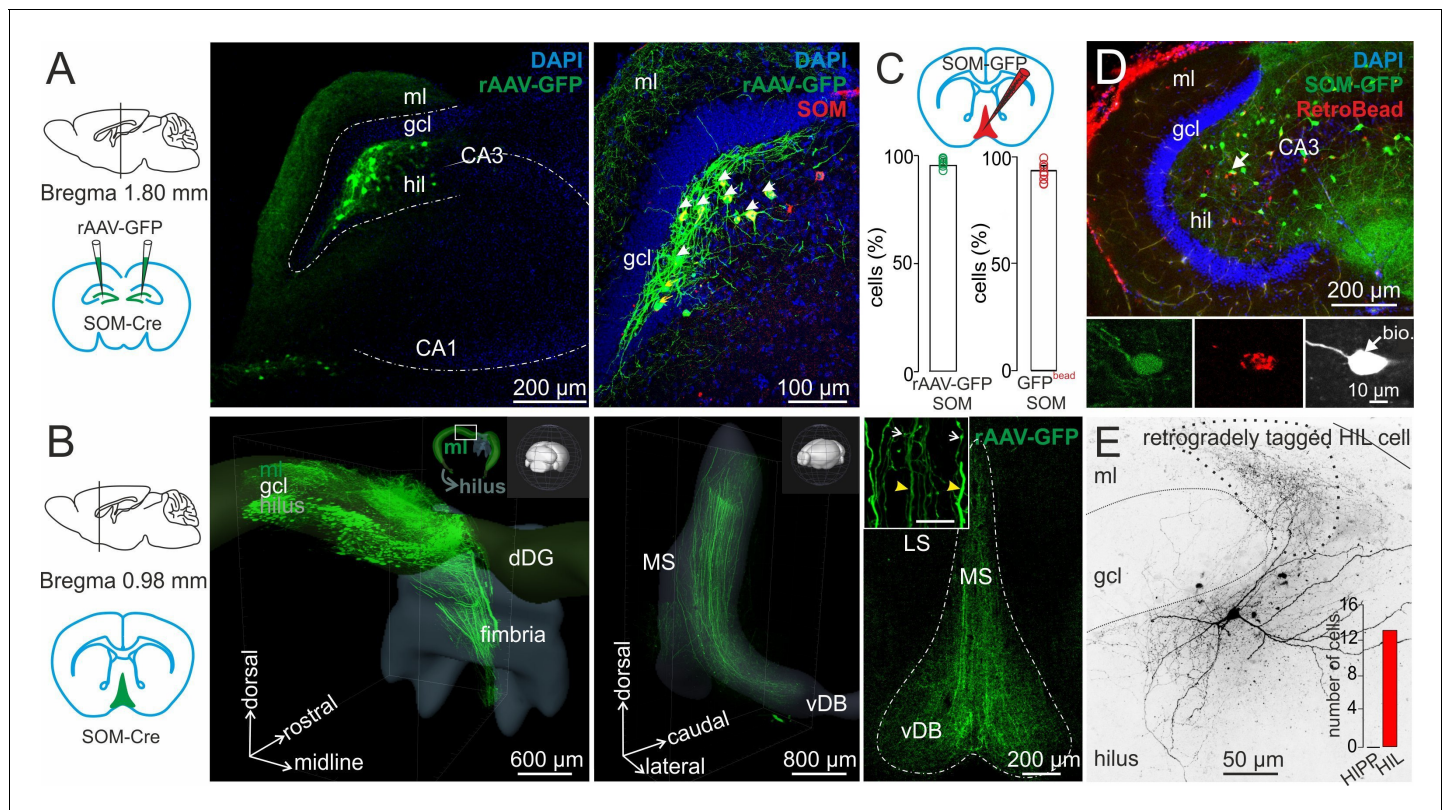 A
Bregma 1.80 mm
rAAV-GFP
SOM-Cre
DAPI
rAAV-GFP
ml
gcl
CA3
hil
CA1
200 µm
DAPI
rAAV-GFP
SOM
ml
gcl
100 µm
C
SOM-GFP
100
50
0
cells (%)
rAAV-GFP
SOM
100
50
0
cells (%)
GFP bead
SOM
D
DAPI
SOM-GFP
RetroBead
ml
gcl
CA3
hil
200 µm
bio.
10 µm
B
Bregma 0.98 mm
SOM-Cre
ml
gcl
hilus
ml
hilus
dDG
fimbria
dorsal
rostral
midline
600 µm
MS
vDB
dorsal
caudal
lateral
800 µm
rAAV-GFP
LS
MS
vDB
200 µm
E
retrogradely tagged HIL cell
ml
gcl
hilus
50 µm
number of cells
16
12
8
4
0
HIPP
HIL